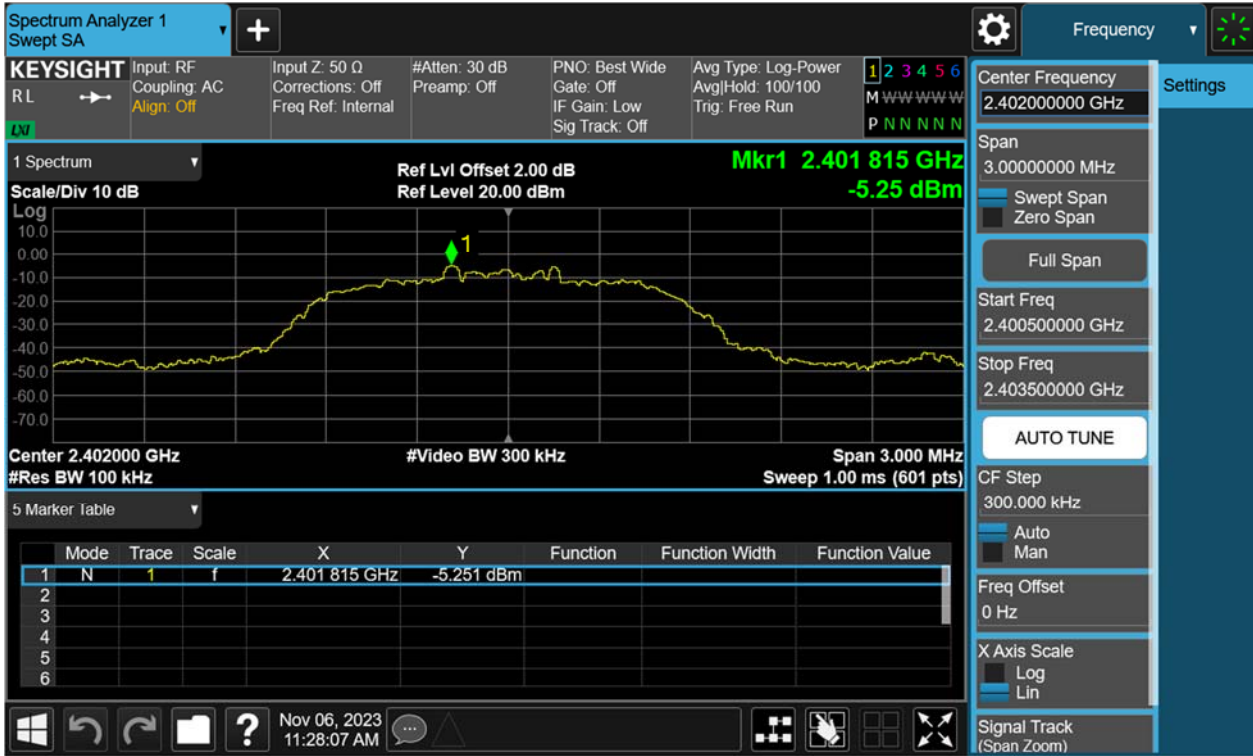 Spectrum Analyzer 1
Swept SA
+
Frequency
KEYSIGHT
RL
LXI
Input: RF
Coupling: AC
Align: Off
Input Z: 50 Ω
Corrections: Off
Freq Ref: Internal
#Atten: 30 dB
Preamp: Off
PNO: Best Wide
Gate: Off
IF Gain: Low
Sig Track: Off
Avg Type: Log-Power
Avg|Hold: 100/100
Trig: Free Run
1 2 3 4 5 6
M W W W W W
P N N N N N
1 Spectrum
Scale/Div 10 dB
Ref Lvl Offset 2.00 dB
Ref Level 20.00 dBm
Mkr1 2.401 815 GHz
-5.25 dBm
Log
10.0
0.00
-10.0
-20.0
-30.0
-40.0
-50.0
-60.0
-70.0
1
Center 2.402000 GHz
#Video BW 300 kHz
Span 3.000 MHz
#Res BW 100 kHz
Sweep 1.00 ms (601 pts)
5 Marker Table
Mode Trace Scale X Y Function Function Width Function Value
1 N 1 f 2.401 815 GHz -5.251 dBm
2
3
4
5
6
?
Nov 06, 2023
11:28:07 AM
Center Frequency
2.402000000 GHz
Settings
Span
3.00000000 MHz
Swept Span
Zero Span
Full Span
Start Freq
2.400500000 GHz
Stop Freq
2.403500000 GHz
AUTO TUNE
CF Step
300.000 kHz
Auto
Man
Freq Offset
0 Hz
X Axis Scale
Log
Lin
Signal Track
(Span Zoom)